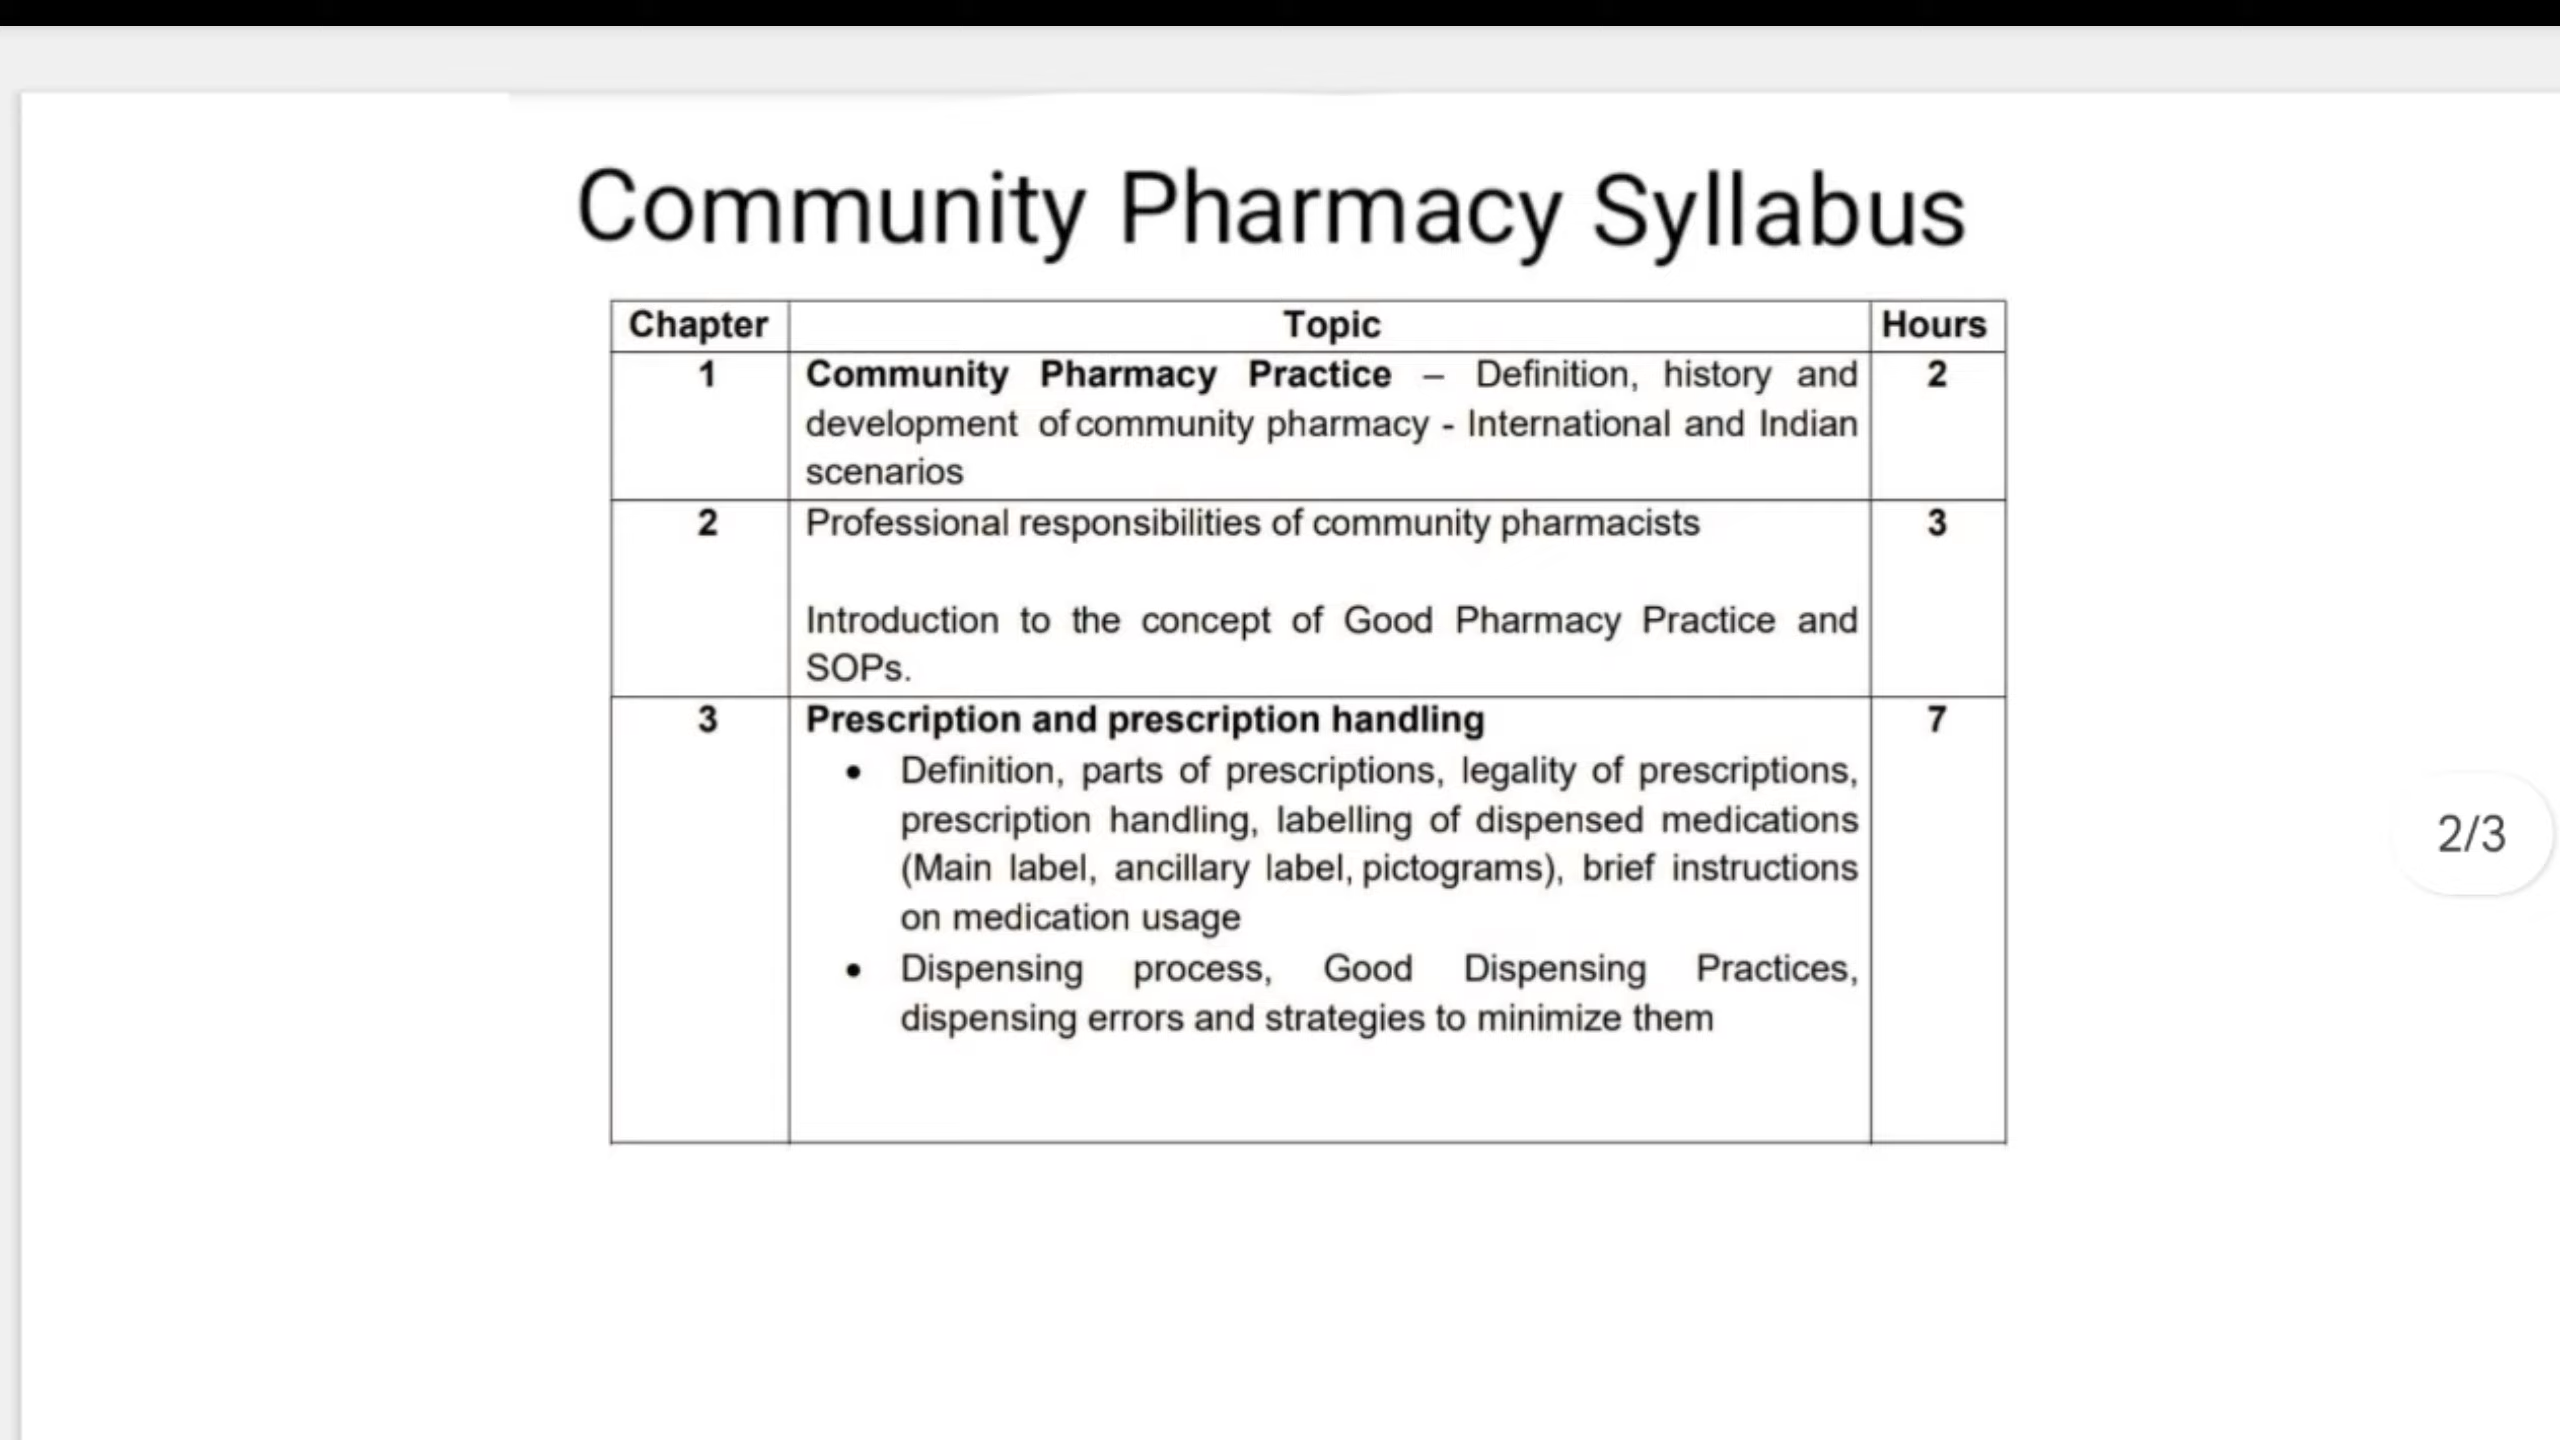 Community Pharmacy Syllabus
Chapter Topic Hours
1 Community Pharmacy Practice – Definition, history and 2
development of community pharmacy - International and Indian
scenarios
2 Professional responsibilities of community pharmacists 3
Introduction to the concept of Good Pharmacy Practice and
SOPs.
3 Prescription and prescription handling 7
• Definition, parts of prescriptions, legality of prescriptions,
prescription handling, labelling of dispensed medications
(Main label, ancillary label, pictograms), brief instructions
on medication usage
• Dispensing process, Good Dispensing Practices,
dispensing errors and strategies to minimize them
2/3